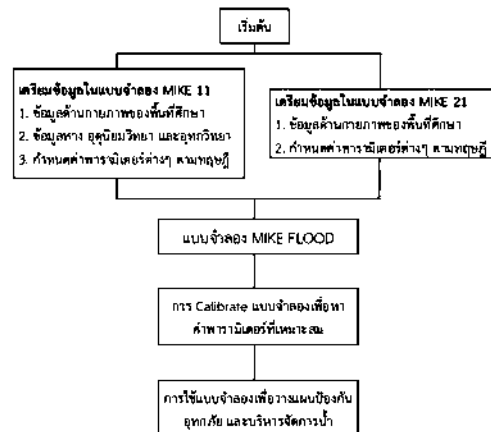 เริ่มต้น
เตรียมข้อมูลในแบบจำลอง MIKE 11
1. ข้อมูลด้านกายภาพของพื้นที่ศึกษา
2. ข้อมูลทาง อุตุนิยมวิทยา และอุทกวิทยา
3. กำหนดค่าพารามิเตอร์ต่างๆ ตามทฤษฎี
เตรียมข้อมูลในแบบจำลอง MIKE 21
1. ข้อมูลด้านกายภาพของพื้นที่ศึกษา
2. กำหนดค่าพารามิเตอร์ต่างๆ ตามทฤษฎี
แบบจำลอง MIKE FLOOD
การ Calibrate แบบจำลองเพื่อหา
ค่าพารามิเตอร์ที่เหมาะสม
การใช้แบบจำลองเพื่อวางแผนป้องกัน
อุทกภัย และบริหารจัดการน้ำ